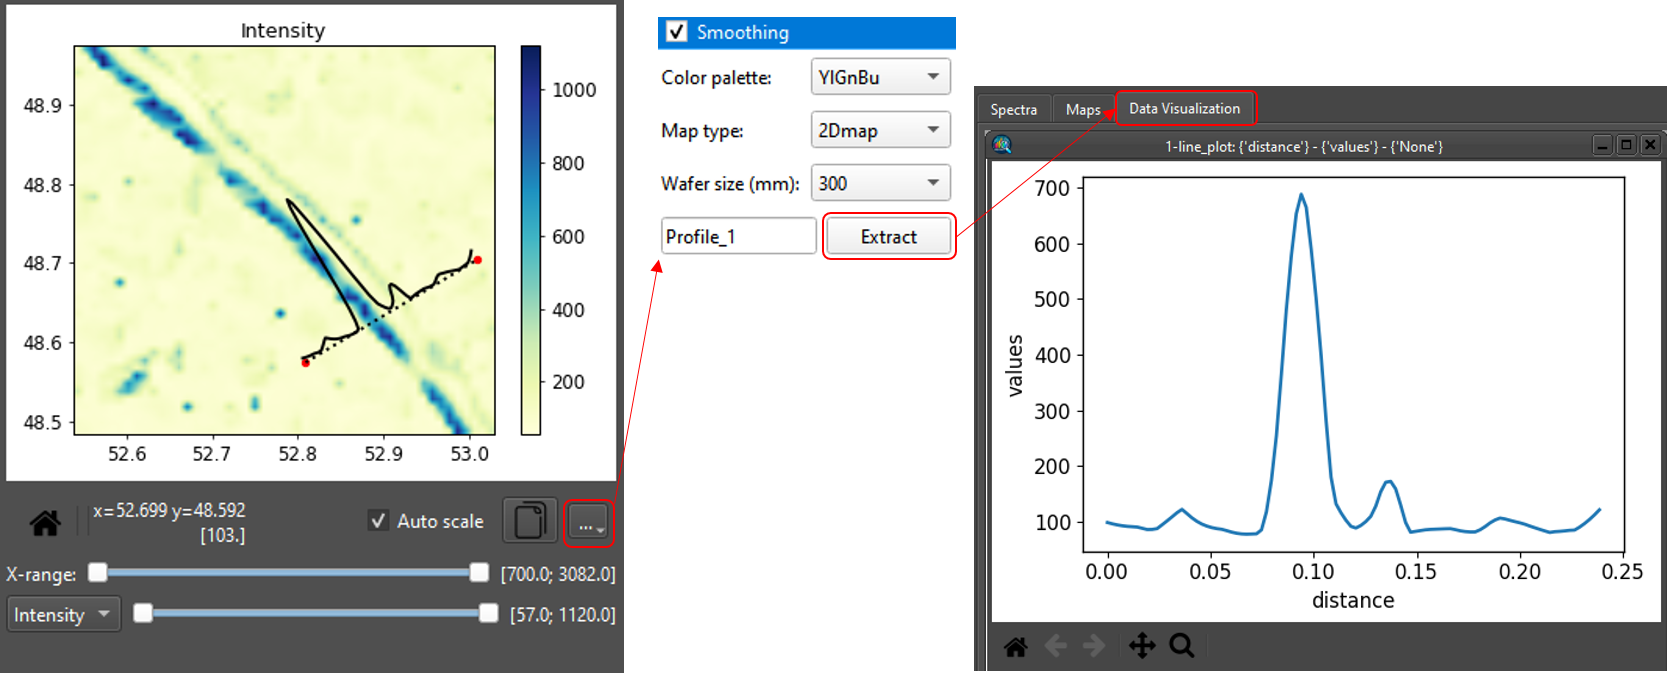 Intensity
48.9
48.8
48.7
48.6
48.5
52.6 52.7 52.8 52.9 53.0
1000
800
600
400
200
x=52.699 y=48.592
[103.]
Auto scale
...
X-range: [700.0; 3082.0]
Intensity [57.0; 1120.0]
Smoothing
Color palette: YlGnBu
Map type: 2Dmap
Wafer size (mm): 300
Profile_1 Extract
Spectra Maps Data Visualization
1-line_plot: {'distance'} - {'values'} - {'None'}
700
600
500
400
300
200
100
values
0.00 0.05 0.10 0.15 0.20 0.25
distance